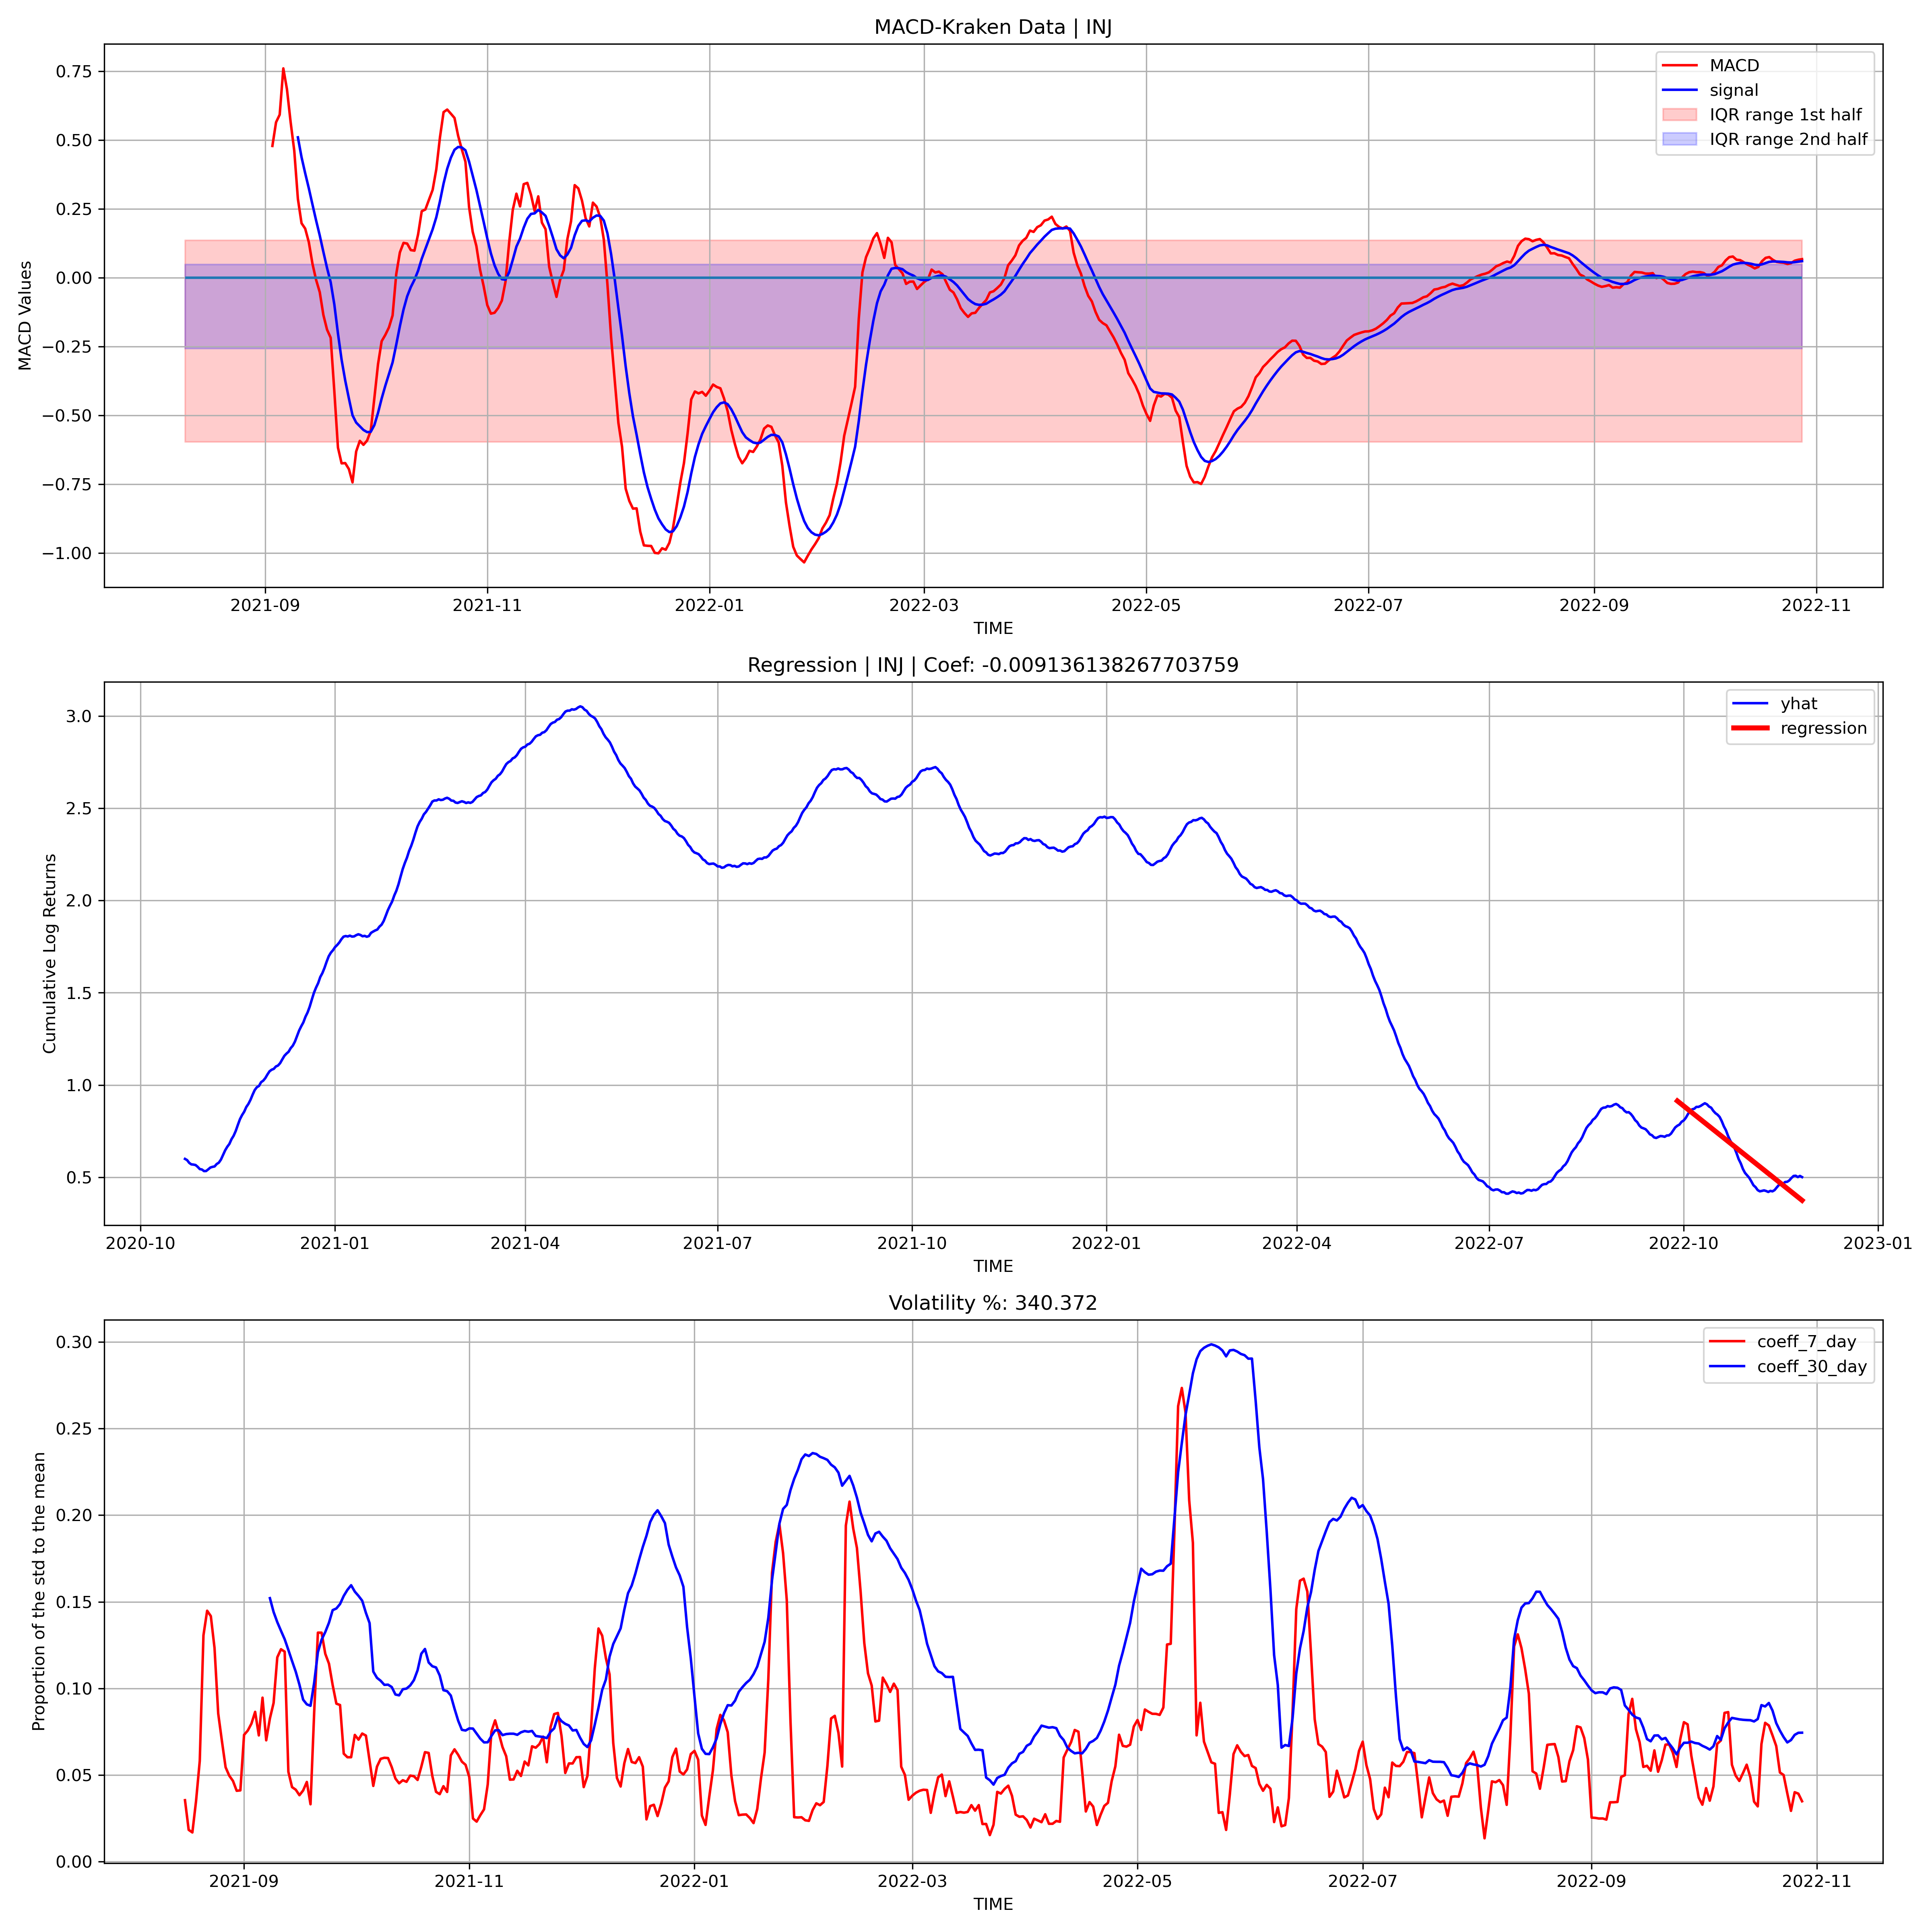 MACD-Kraken Data | INJ
MACD Values
0.75
0.50
0.25
0.00
−0.25
−0.50
−0.75
−1.00
MACD
signal
IQR range 1st half
IQR range 2nd half
2021-09
2021-11
2022-01
2022-03
2022-05
2022-07
2022-09
2022-11
TIME
Regression | INJ | Coef: -0.009136138267703759
Cumulative Log Returns
3.0
2.5
2.0
1.5
1.0
0.5
yhat
regression
2020-10
2021-01
2021-04
2021-07
2021-10
2022-01
2022-04
2022-07
2022-10
2023-01
TIME
Volatility %: 340.372
Proportion of the std to the mean
0.30
0.25
0.20
0.15
0.10
0.05
0.00
coeff_7_day
coeff_30_day
2021-09
2021-11
2022-01
2022-03
2022-05
2022-07
2022-09
2022-11
TIME